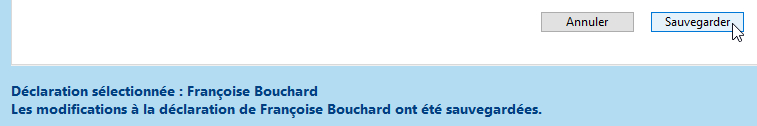 Annuler Sauvegarder
Déclaration sélectionnée : Françoise Bouchard
Les modifications à la déclaration de Françoise Bouchard ont été sauvegardées.